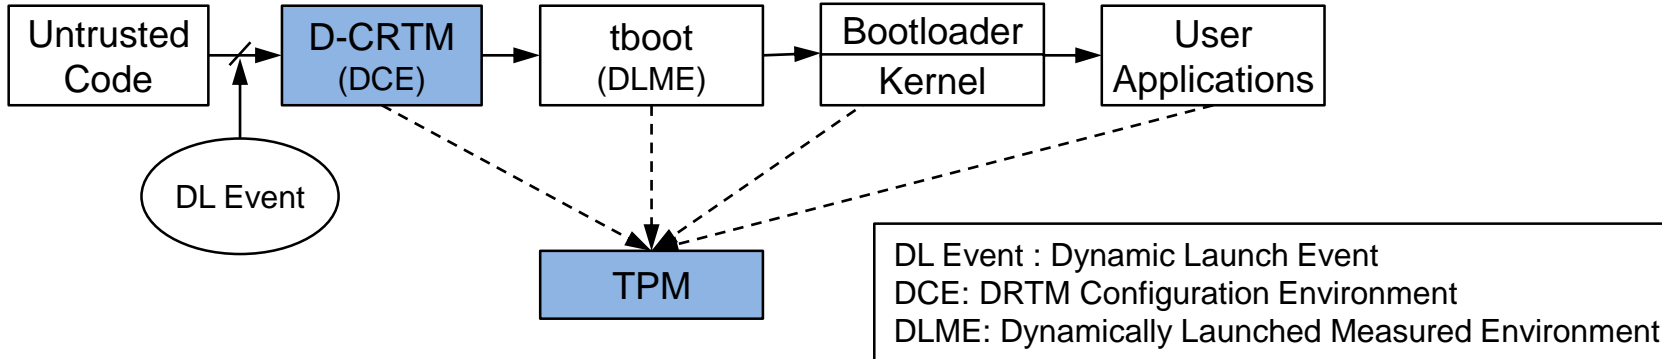 Untrusted
Code
D-CRTM
(DCE)
tboot
(DLME)
Bootloader
Kernel
User
Applications
DL Event
TPM
DL Event : Dynamic Launch Event
DCE: DRTM Configuration Environment
DLME: Dynamically Launched Measured Environment